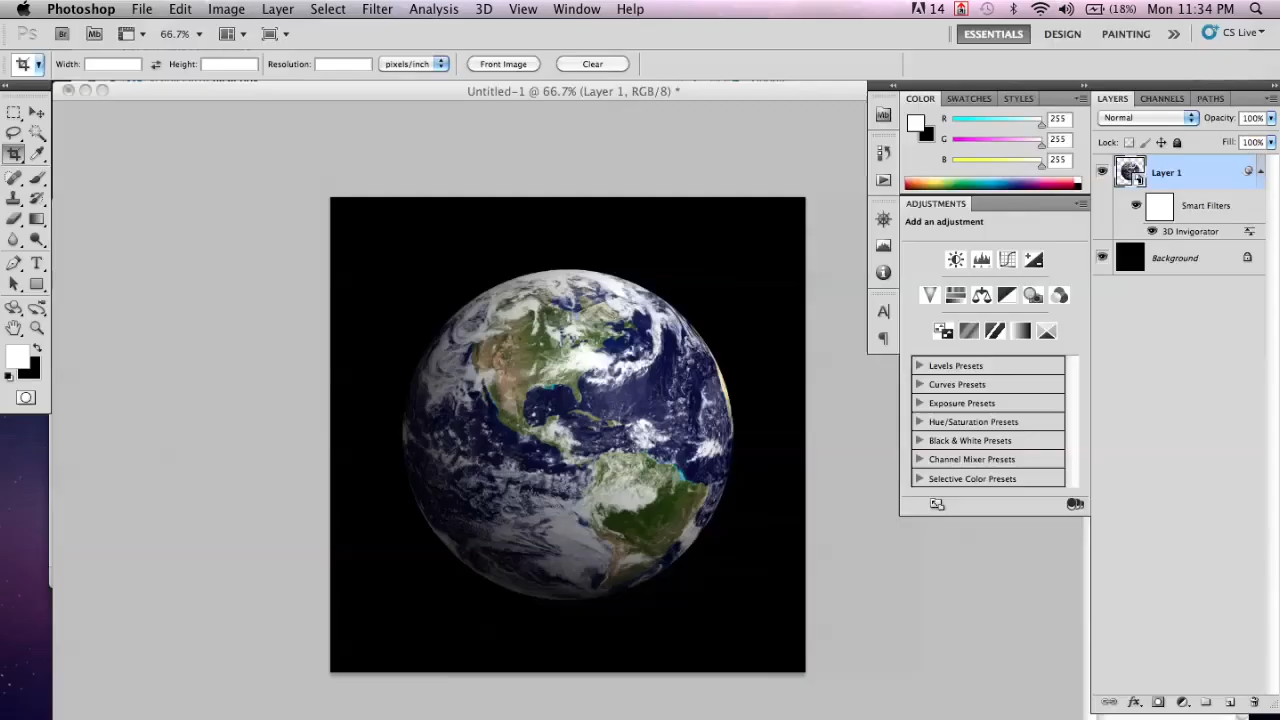 Photoshop File Edit Image Layer Select Filter Analysis 3D View Window Help 14 (18%) Mon 11:34 PM
Ps Br Mb 66.7% ESSENTIALS DESIGN PAINTING CS Live
Width: Height: Resolution: pixels/inch Front Image Clear
Untitled-1 @ 66.7% (Layer 1, RGB/8) *
COLOR SWATCHES STYLES
R 255
G 255
B 255
ADJUSTMENTS
Add an adjustment
Levels Presets
Curves Presets
Exposure Presets
Hue/Saturation Presets
Black & White Presets
Channel Mixer Presets
Selective Color Presets
LAYERS CHANNELS PATHS
Normal Opacity: 100%
Lock: Fill: 100%
Layer 1
Smart Filters
3D Invigorator
Background